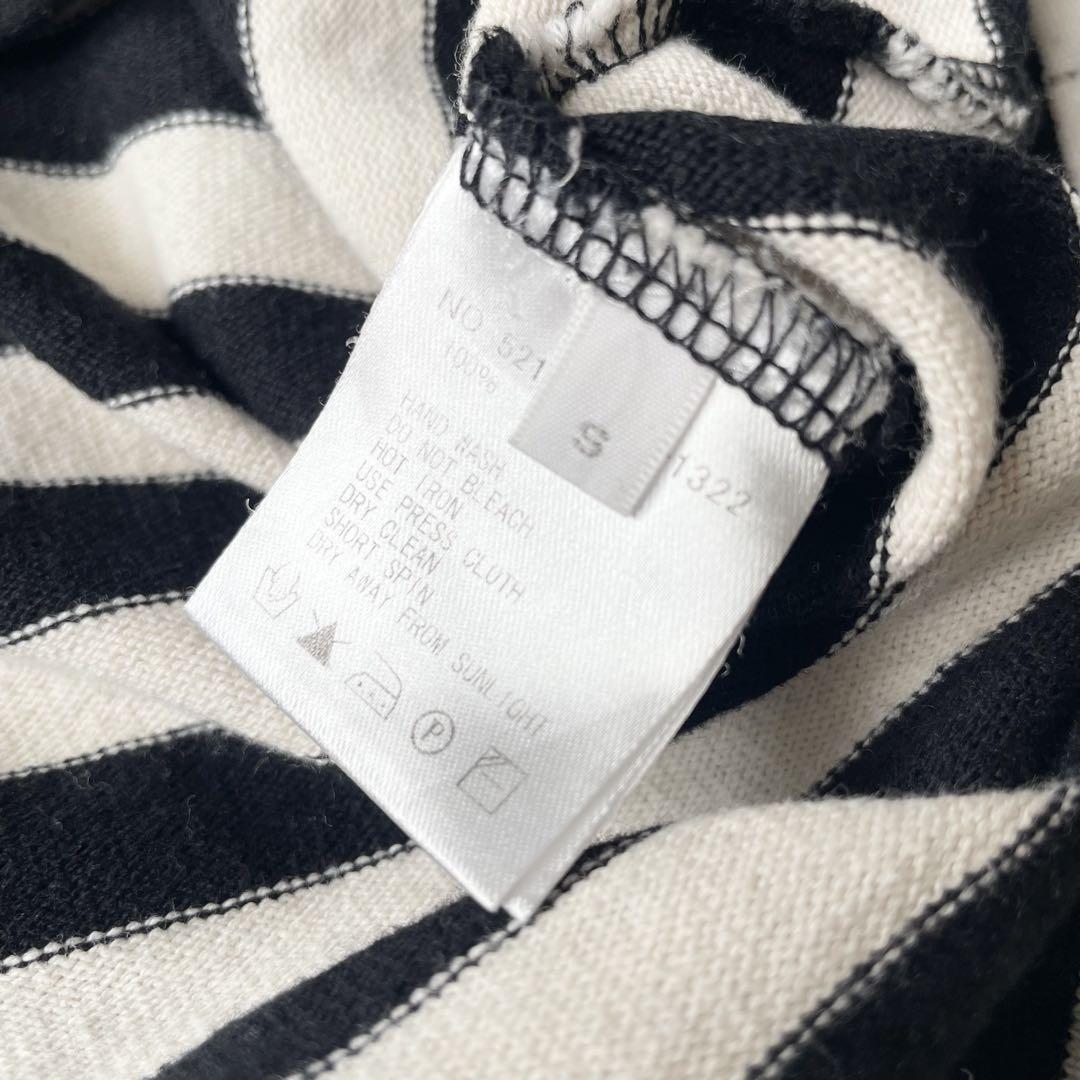 NO. 521 1322
100%
S
HAND WASH
DO NOT BLEACH
HOT IRON
USE PRESS CLOTH
DRY CLEAN
SHORT SPIN
DRY AWAY FROM SUNLIGHT
P